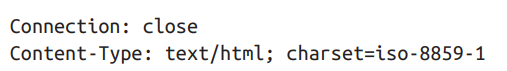 Connection: close
Content-Type: text/html; charset=iso-8859-1